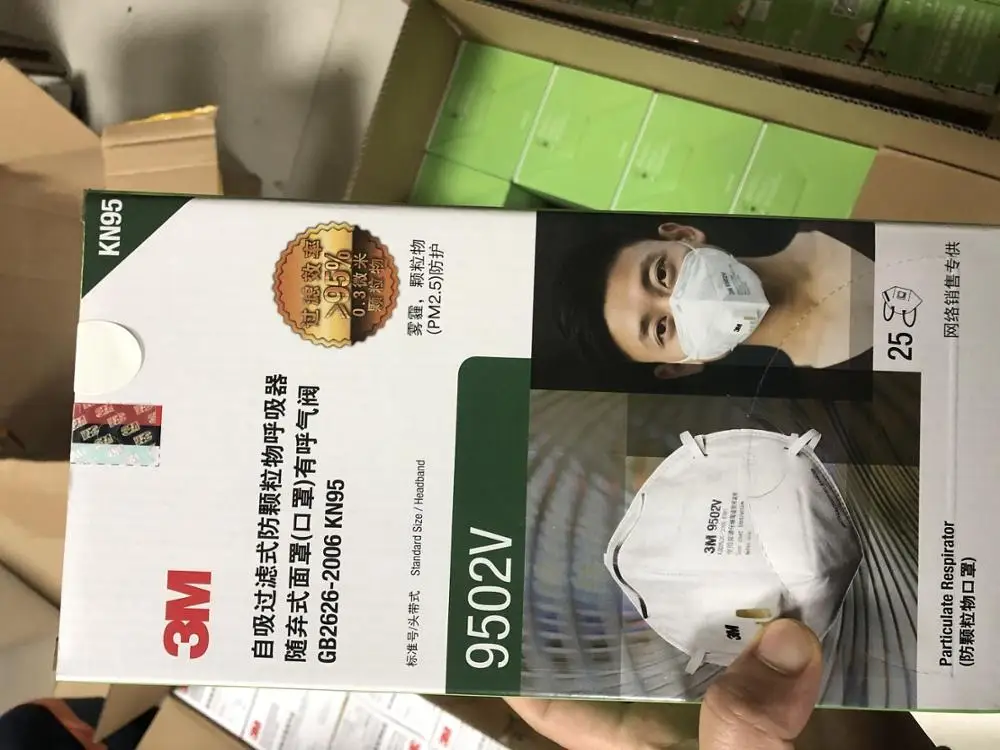 KN95
过滤效率
>95%
0.3微米
颗粒物
雾霾，颗粒物
(PM2.5)防护
3M
自吸过滤式防颗粒物呼吸器
随弃式面罩(口罩)有呼气阀
GB2626-2006 KN95
标准号/头带式 Standard Size / Headband
9502V
3M
3M 9502V
3M
25
网络销售专供
Particulate Respirator
(防颗粒物口罩)